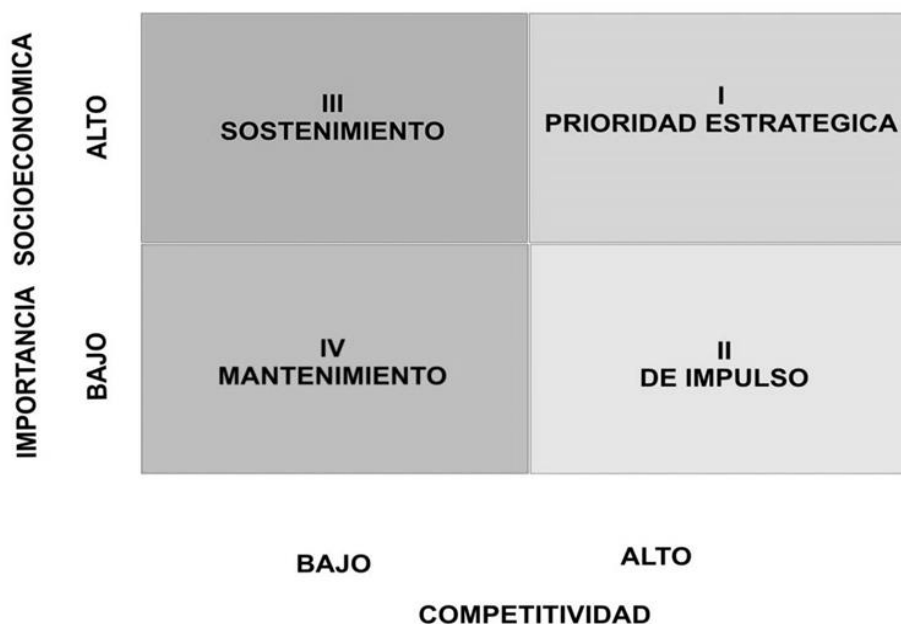 IMPORTANCIA SOCIOECONOMICA
ALTO
BAJO
III
SOSTENIMIENTO
I
PRIORIDAD ESTRATEGICA
IV
MANTENIMIENTO
II
DE IMPULSO
BAJO
ALTO
COMPETITIVIDAD